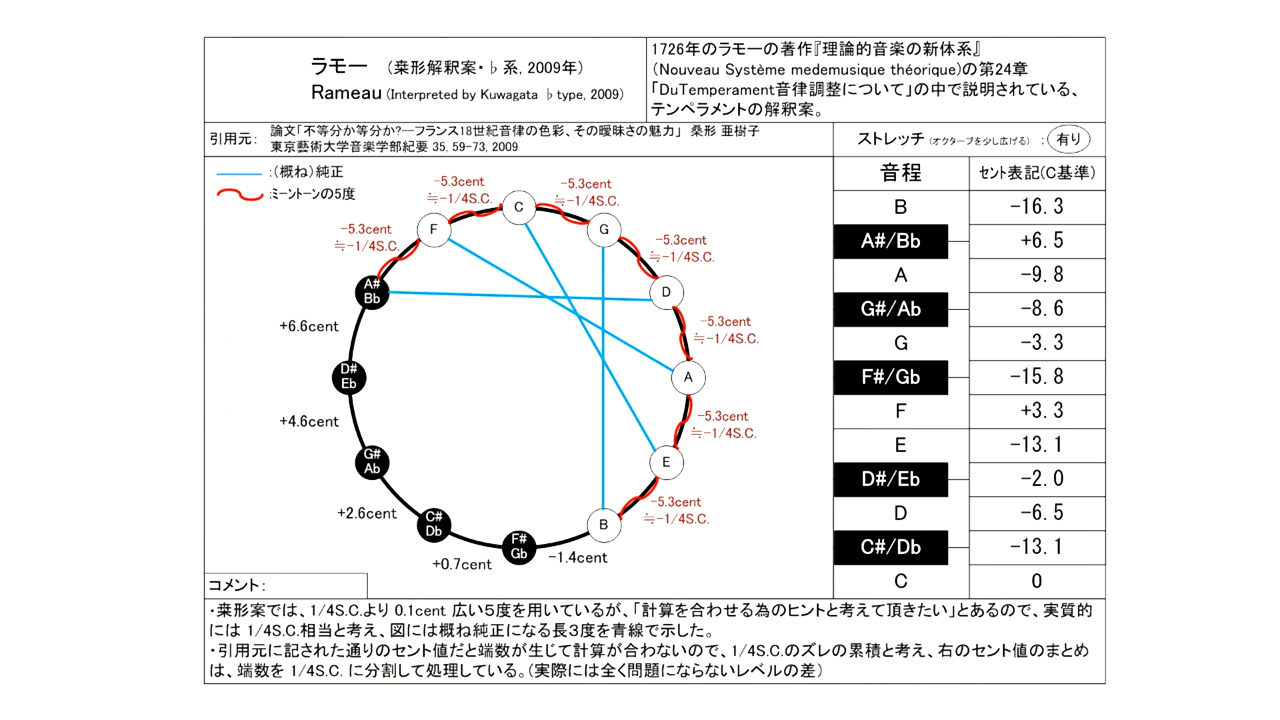 ラモー （桒形解釈案・♭系, 2009年）
Rameau (Interpreted by Kuwagata ♭type, 2009)
1726年のラモーの著作『理論的音楽の新体系』
（Nouveau Système medemusique théorique)の第24章
「DuTemperament音律調整について」の中で説明されている、
テンペラメントの解釈案。
引用元:
論文「不等分か等分か?--フランス18世紀音律の色彩、その曖昧さの魅力」 桑形 亜樹子
東京藝術大学音楽学部紀要 35, 59-73, 2009
ストレッチ (オクターブを少し広げる) : 有り
:（概ね）純正
:ミーントーンの5度
-5.3cent
≒-1/4S.C.
-5.3cent
≒-1/4S.C.
-5.3cent
≒-1/4S.C.
-5.3cent
≒-1/4S.C.
-5.3cent
≒-1/4S.C.
-5.3cent
≒-1/4S.C.
-5.3cent
≒-1/4S.C.
C
G
D
A
E
B
F#
Gb
C#
Db
G#
Ab
D#
Eb
A#
Bb
F
-1.4cent
+0.7cent
+2.6cent
+4.6cent
+6.6cent
音程 セント表記(C基準)
B -16.3
A#/Bb +6.5
A -9.8
G#/Ab -8.6
G -3.3
F#/Gb -15.8
F +3.3
E -13.1
D#/Eb -2.0
D -6.5
C#/Db -13.1
C 0
コメント:
・桒形案では、1/4S.C.より 0.1cent 広い5度を用いているが、「計算を合わせる為のヒントと考えて頂きたい」とあるので、実質的
には 1/4S.C.相当と考え、図には概ね純正になる長3度を青線で示した。
・引用元に記された通りのセント値だと端数が生じて計算が合わないので、1/4S.C.のズレの累積と考え、右のセント値のまとめ
は、端数を 1/4S.C. に分割して処理している。（実際には全く問題にならないレベルの差）